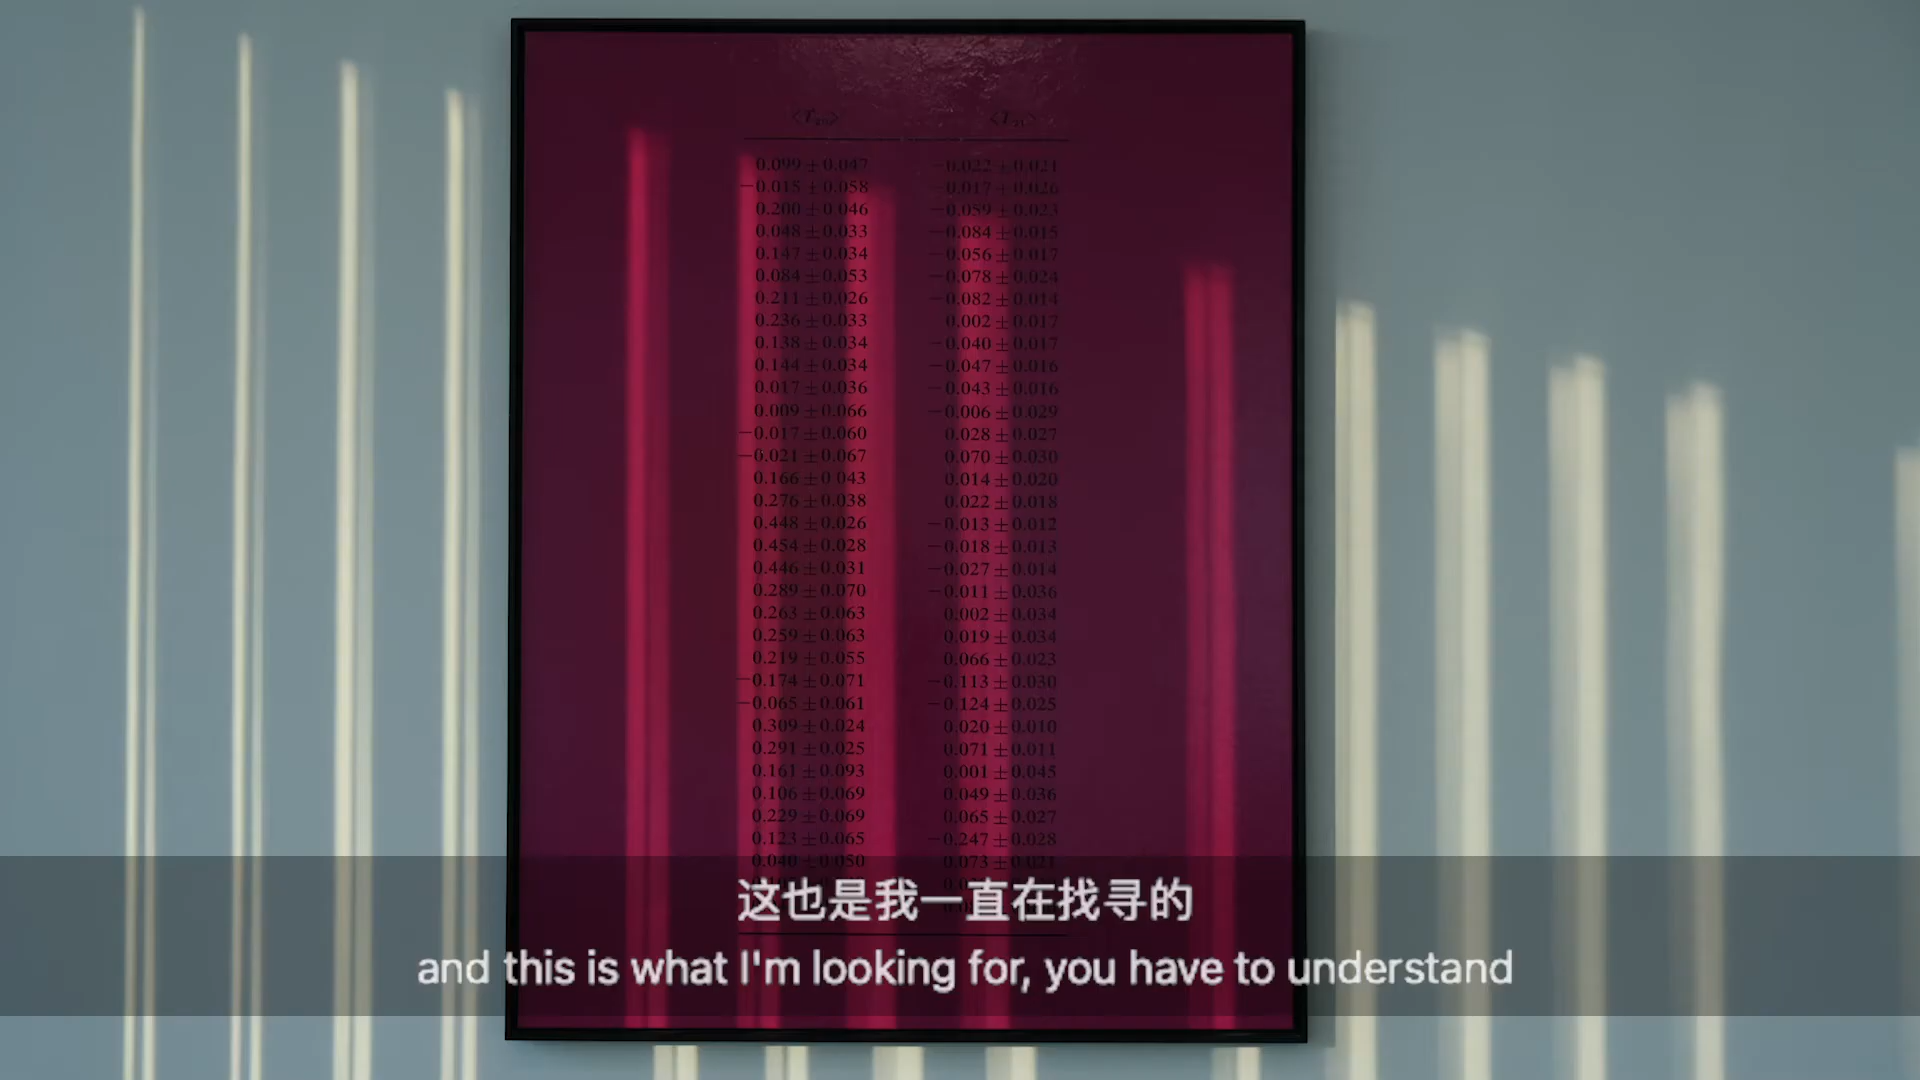 <T₂₀> <T₂₁>
0.099 ± 0.047 −0.022 ± 0.021
−0.015 ± 0.058 −0.017 ± 0.026
0.200 ± 0.046 −0.059 ± 0.023
0.048 ± 0.033 −0.084 ± 0.015
0.147 ± 0.034 −0.056 ± 0.017
0.084 ± 0.053 −0.078 ± 0.024
0.211 ± 0.026 −0.082 ± 0.014
0.236 ± 0.033 0.002 ± 0.017
0.138 ± 0.034 −0.040 ± 0.017
0.144 ± 0.034 −0.047 ± 0.016
0.017 ± 0.036 −0.043 ± 0.016
0.009 ± 0.066 −0.006 ± 0.029
−0.017 ± 0.060 0.028 ± 0.027
−0.021 ± 0.067 0.070 ± 0.030
0.166 ± 0.043 0.014 ± 0.020
0.276 ± 0.038 0.022 ± 0.018
0.448 ± 0.026 −0.013 ± 0.012
0.454 ± 0.028 −0.018 ± 0.013
0.446 ± 0.031 −0.027 ± 0.014
0.289 ± 0.070 −0.011 ± 0.036
0.263 ± 0.063 0.002 ± 0.034
0.259 ± 0.063 0.019 ± 0.034
0.219 ± 0.055 0.066 ± 0.023
−0.174 ± 0.071 −0.113 ± 0.030
−0.065 ± 0.061 −0.124 ± 0.025
0.309 ± 0.024 0.020 ± 0.010
0.291 ± 0.025 0.071 ± 0.011
0.161 ± 0.093 0.001 ± 0.045
0.106 ± 0.069 0.049 ± 0.036
0.229 ± 0.069 0.065 ± 0.027
0.123 ± 0.065 −0.247 ± 0.028
0.040 ± 0.050 0.073 ± 0.021
这也是我一直在找寻的
and this is what I'm looking for, you have to understand